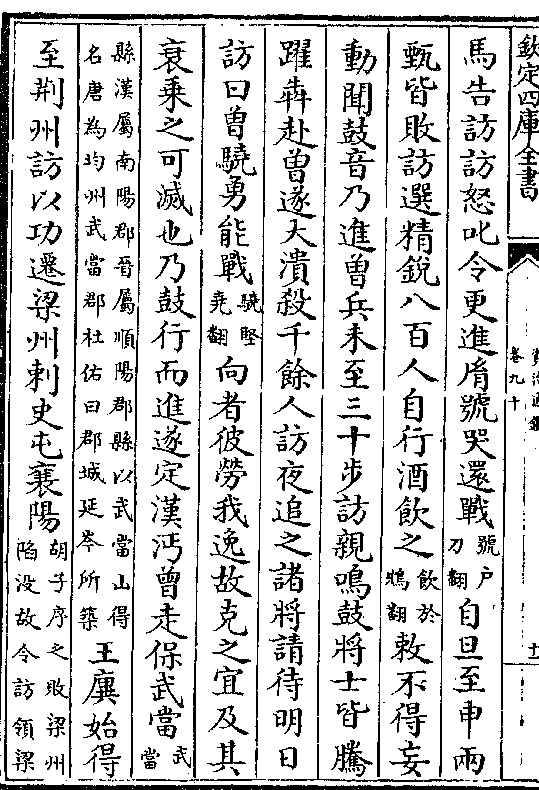 欽定四庫全書
資治通鑑
卷九十
馬告訪訪怒叱令更進胤號哭還戰號户刀翻自旦至申兩
甄皆敗訪選精銳八百人自行酒飲之飲於鴆翻敕不得妄
動聞鼓音乃進曾兵未至三十步訪親鳴鼓將士皆騰
躍犇赴曾遂大潰殺千餘人訪夜追之諸將請待明日
訪曰曾驍勇能戰驍堅堯翻向者彼勞我逸故克之宜及其
衰乗之可滅也乃鼓行而進遂定漢沔曾走保武當武當
縣漢屬南陽郡晉屬順陽郡縣以武當山得
名唐為均州武當郡杜佑曰郡城延岑所築
王廙始得
至荆州訪以功遷梁州刺史屯襄陽胡子序之敗梁州
陷没故令訪領梁